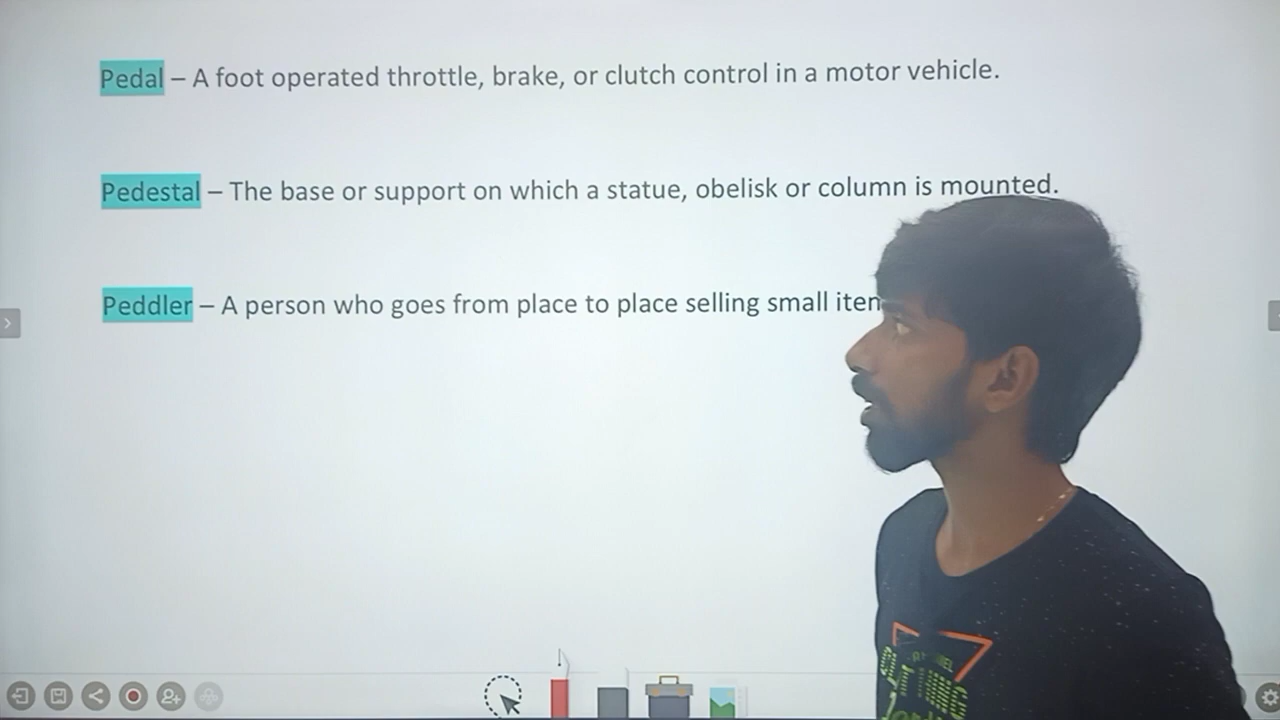 Pedal – A foot operated throttle, brake, or clutch control in a motor vehicle.
Pedestal – The base or support on which a statue, obelisk or column is mounted.
Peddler – A person who goes from place to place selling small